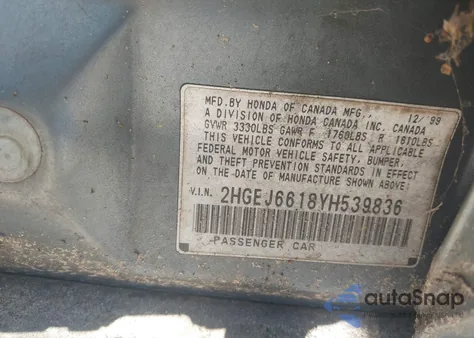 MFD.BY HONDA OF CANADA MFG., 12/99
A DIVISION OF HONDA CANADA INC. CANADA
GVWR 3330LBS GAWR F 1760LBS R 1610LBS
THIS VEHICLE CONFORMS TO ALL APPLICABLE
FEDERAL MOTOR VEHICLE SAFETY, BUMPER,
AND THEFT PREVENTION STANDARDS IN EFFECT
ON THE DATE OF MANUFACTURE SHOWN ABOVE.
V.I.N. 2HGEJ6618YH539836
PASSENGER CAR
autoSnap